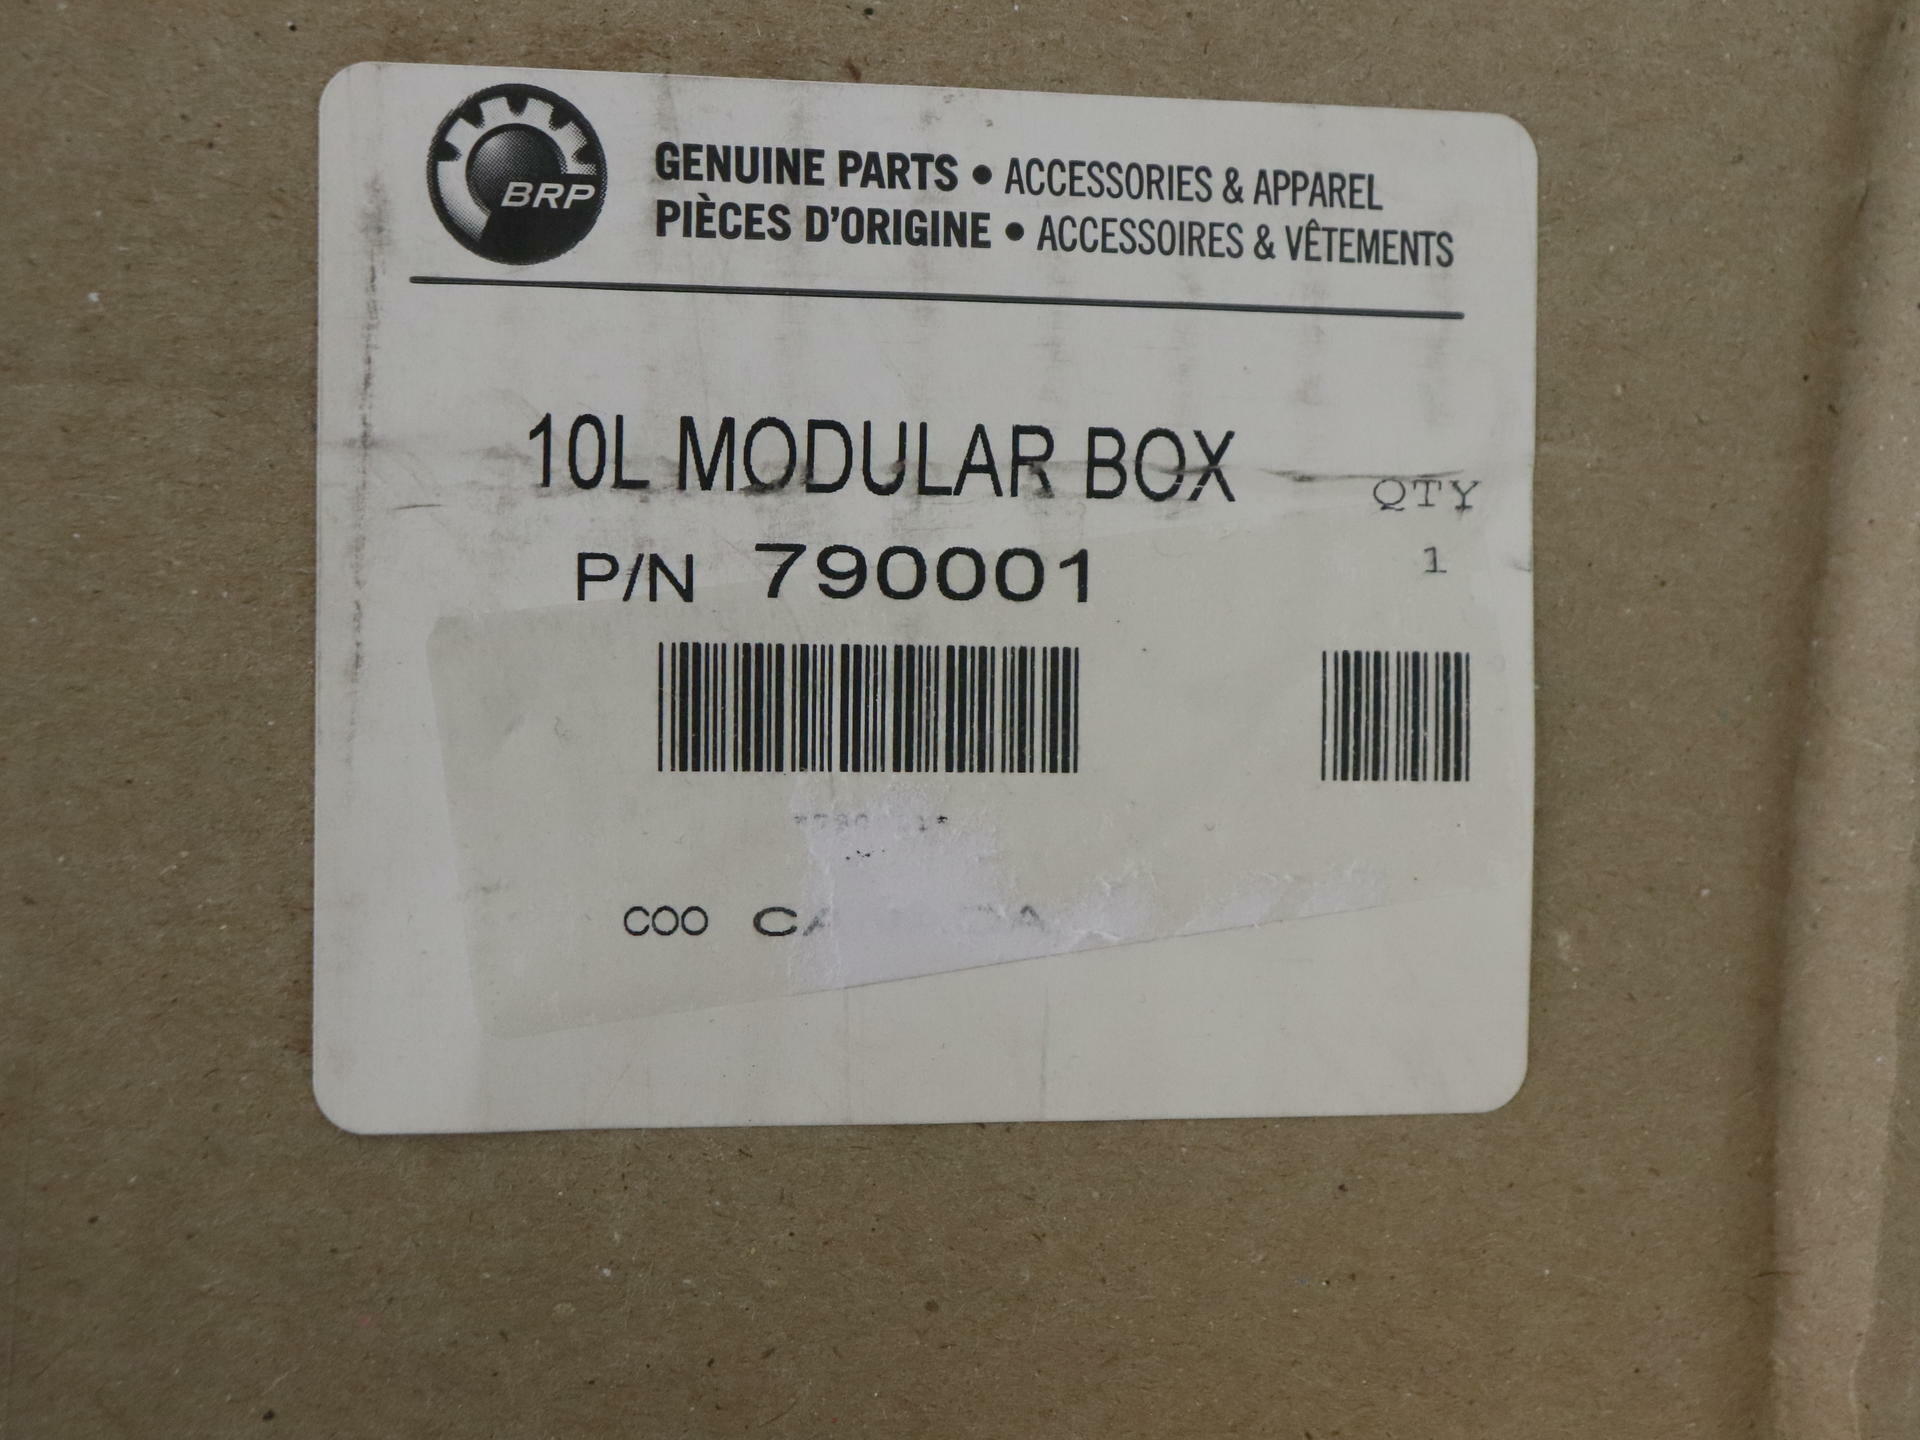 BRP
GENUINE PARTS • ACCESSORIES & APPAREL
PIÈCES D'ORIGINE • ACCESSOIRES & VÊTEMENTS
10L MODULAR BOX
QTY
P/N 790001
1
COO